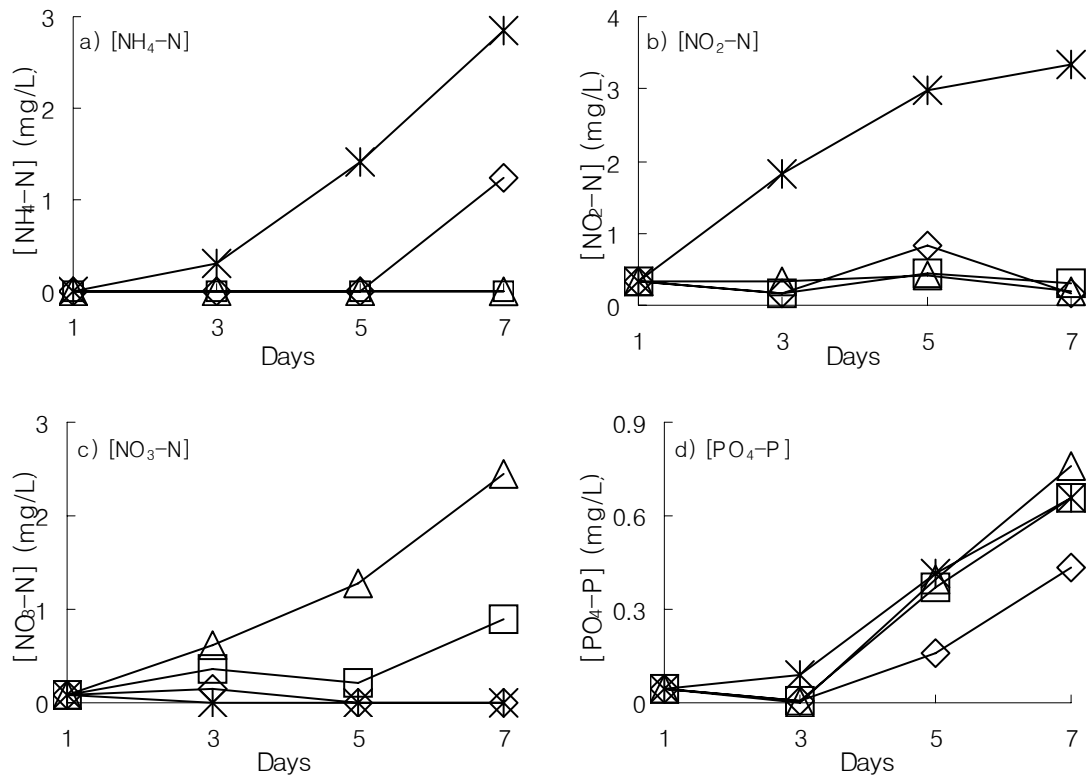 a) [NH₄-N]
[NH₄-N] (mg/L)
3
2
1
0
1 3 5 7
Days
b) [NO₂-N]
[NO₂-N] (mg/L)
4
3
2
1
0
1 3 5 7
Days
c) [NO₃-N]
[NO₃-N] (mg/L)
3
2
1
0
1 3 5 7
Days
d) [PO₄-P]
[PO₄-P] (mg/L)
0.9
0.6
0.3
0
1 3 5 7
Days